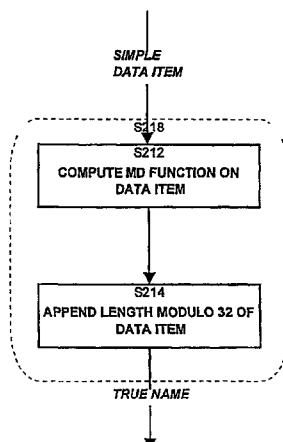 SIMPLE
DATA ITEM
S218
S212
COMPUTE MD FUNCTION ON
DATA ITEM
S214
APPEND LENGTH MODULO 32 OF
DATA ITEM
TRUE NAME